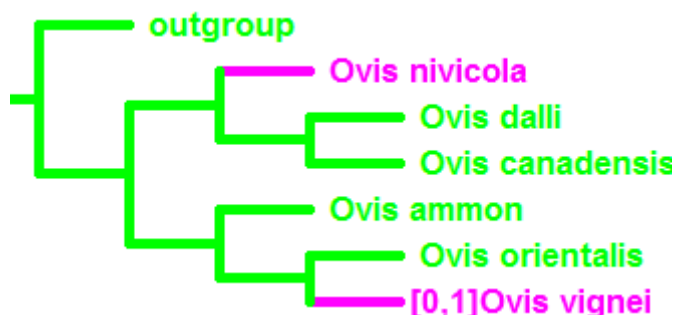 outgroup
Ovis nivicola
Ovis dalli
Ovis canadensis
Ovis ammon
Ovis orientalis
[0,1]Ovis vignei